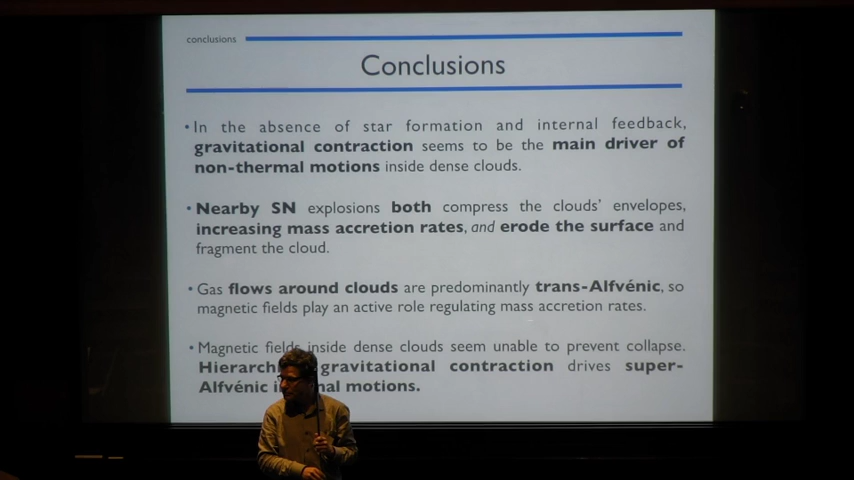 conclusions
Conclusions
• In the absence of star formation and internal feedback,
gravitational contraction seems to be the main driver of
non-thermal motions inside dense clouds.
• Nearby SN explosions both compress the clouds' envelopes,
increasing mass accretion rates, and erode the surface and
fragment the cloud.
• Gas flows around clouds are predominantly trans-Alfvénic, so
magnetic fields play an active role regulating mass accretion rates.
• Magnetic fields inside dense clouds seem unable to prevent collapse.
gravitational contraction drives super-
Alfvénic motions.